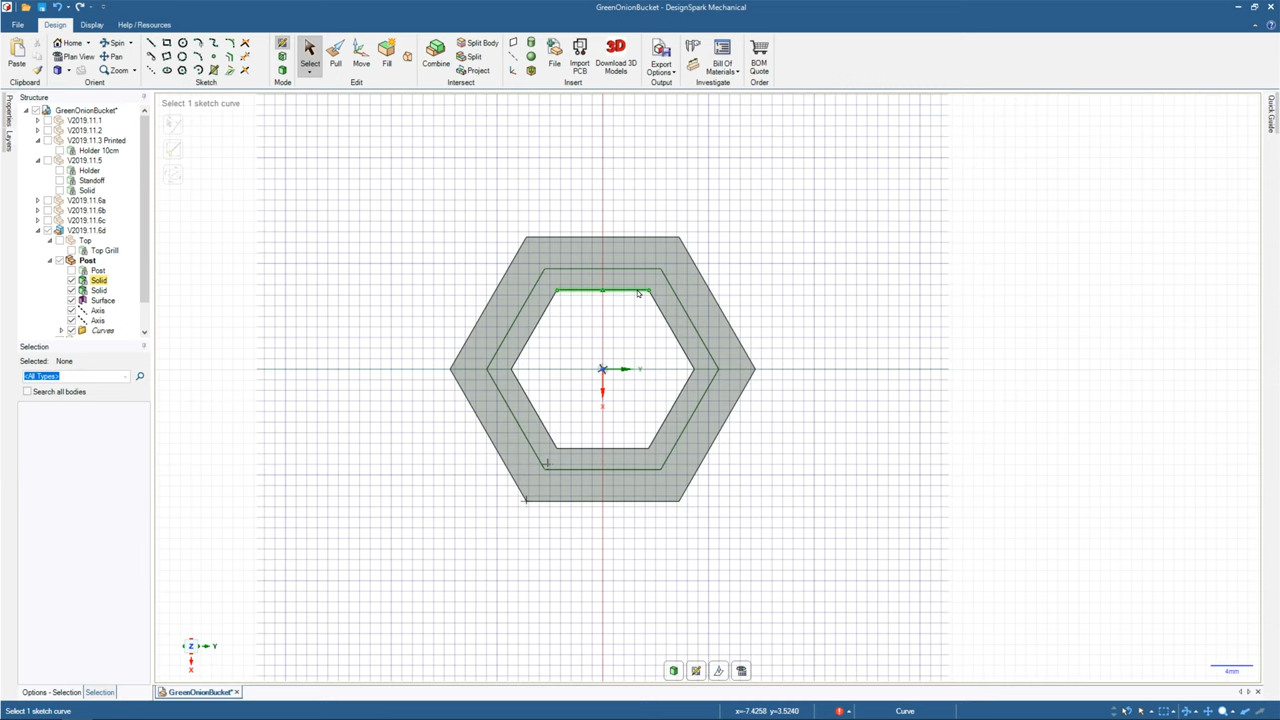 GreenOnionBucket - DesignSpark Mechanical
File Design Display Help / Resources
Home Spin
Plan View Pan
Zoom
Paste
Select Pull Move Fill
Combine
Split Body
Split
Project
File Import PCB Download 3D Models
Export Options Bill Of Materials BOM Quote
Clipboard Orient Sketch Mode Edit Intersect Insert Output Investigate Order
Properties
Layers
Quick Guide
Structure
Select 1 sketch curve
GreenOnionBucket*
V2019.11.1
V2019.11.2
V2019.11.3 Printed
Holder 10cm
V2019.11.5
Holder
Standoff
Solid
V2019.11.6a
V2019.11.6b
V2019.11.6c
V2019.11.6d
Top
Top Grill
Post
Post
Solid
Solid
Surface
Axis
Axis
Curves
Selection
Selected: None
<All Types>
Search all bodies
Y
X
Z Y
X
4mm
Options - Selection Selection
GreenOnionBucket*
Select 1 sketch curve
x=-7.4258 y=3.5240
Curve